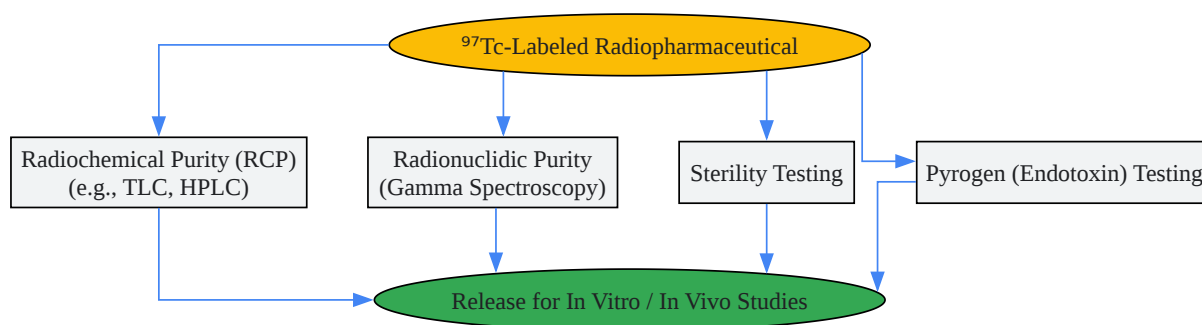 ⁹⁷Tc-Labeled Radiopharmaceutical
Radiochemical Purity (RCP)
(e.g., TLC, HPLC)
Radionuclidic Purity
(Gamma Spectroscopy)
Sterility Testing
Pyrogen (Endotoxin) Testing
Release for In Vitro / In Vivo Studies